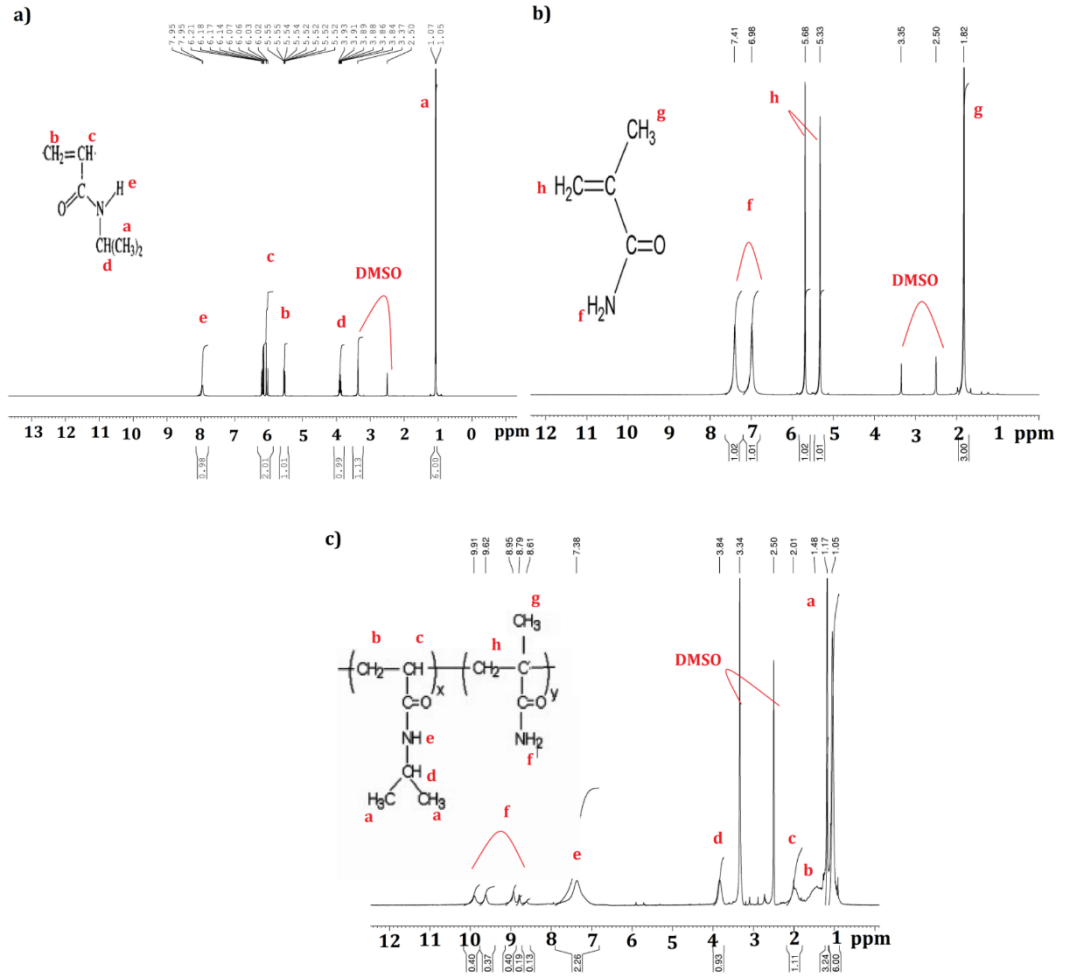 a)
7.95 7.95 6.21 6.18 6.17 6.14 6.07 6.06 6.03 6.02 5.55 5.55 5.54 5.54 5.52 5.52 5.52 3.93 3.91 3.89 3.88 3.86 3.84 3.37 2.50 1.07 1.05
a
b c
CH2=CH
C
e
H
O
N
a
CH(CH3)2
d
e
c
b
d
DMSO
13 12 11 10 9 8 7 6 5 4 3 2 1 0 ppm
0.98 2.01 1.01 0.99 1.13 6.00
b)
7.41 6.98 5.68 5.33 3.35 2.50 1.82
g
CH3
h H2C=C
C=O
f H2N
f
h
DMSO
g
12 11 10 9 8 7 6 5 4 3 2 1 ppm
1.02 1.01 1.02 1.01 3.00
c)
9.91 9.62 8.95 8.79 8.61 7.38 3.84 3.34 2.50 2.01 1.48 1.17 1.05
g
CH3
b c h
CH2 CH CH2 C
x y
C=O C=O
NH e
NH2
f
CH d
H3C CH3
a a
f
e
d
DMSO
c
b
a
12 11 10 9 8 7 6 5 4 3 2 1 ppm
0.40 0.37 0.40 0.19 0.13 2.26 0.93 1.11 3.24 6.00